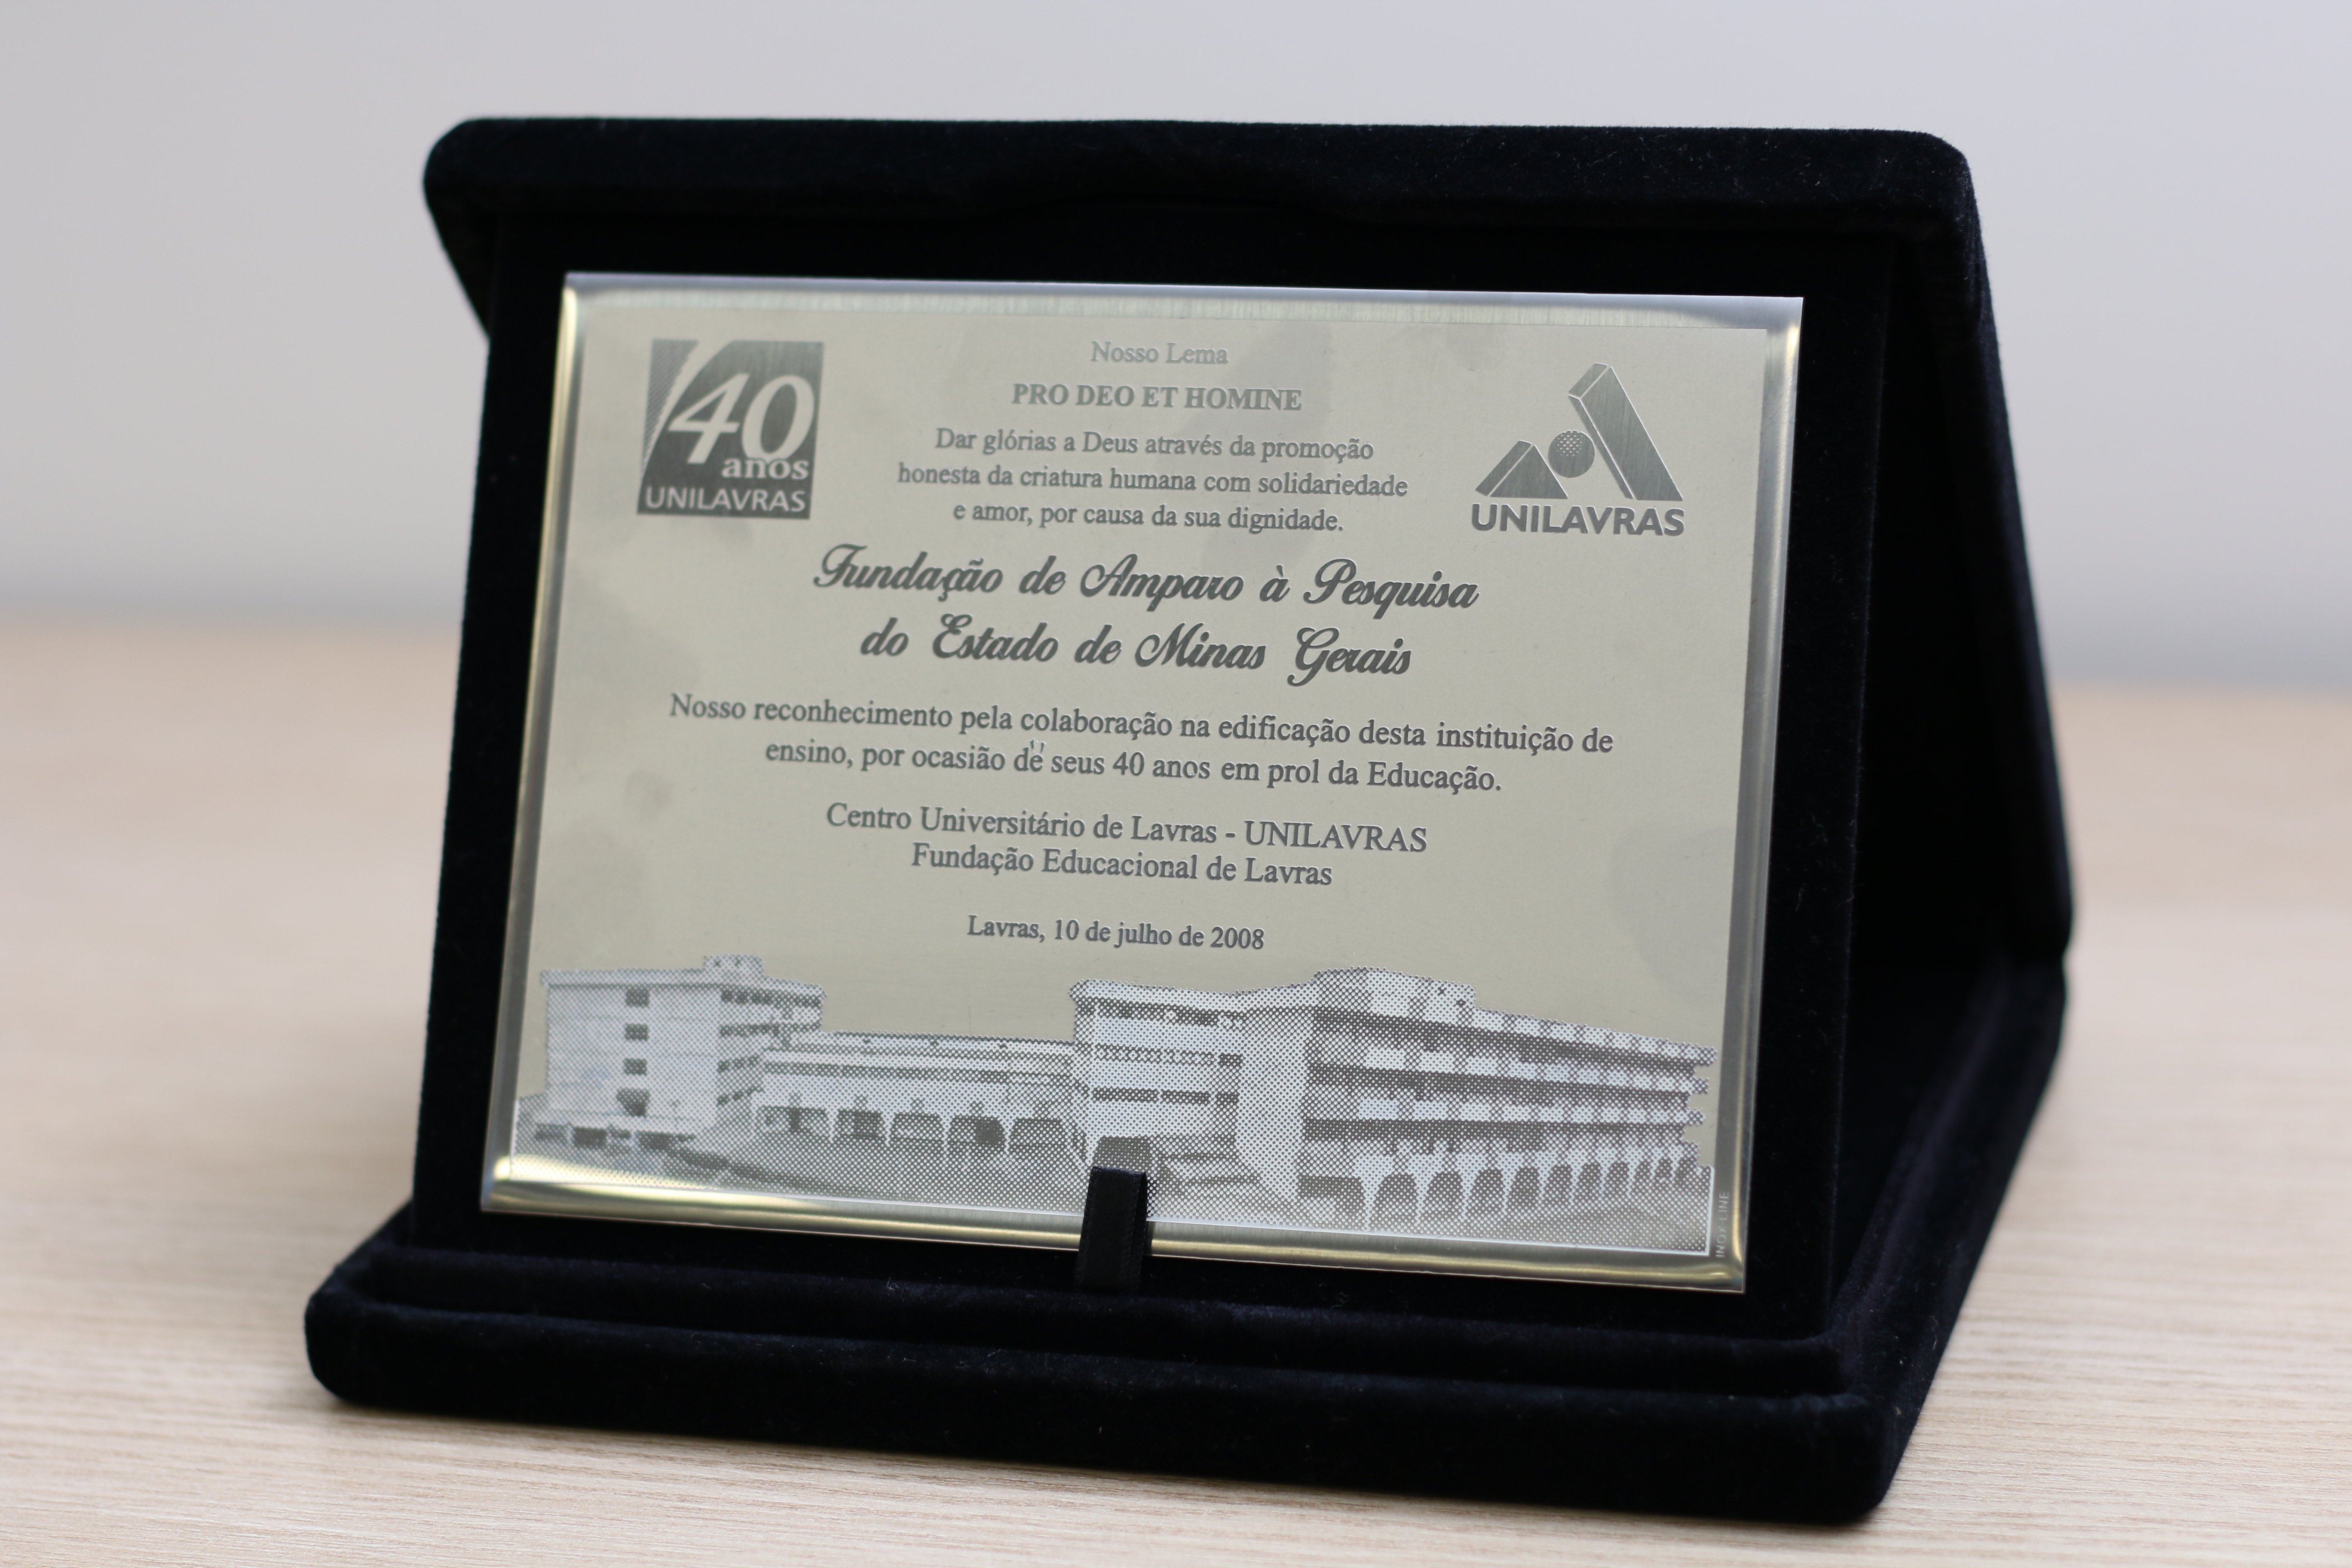 40
anos
UNILAVRAS
Nosso Lema
PRO DEO ET HOMINE
Dar glórias a Deus através da promoção
honesta da criatura humana com solidariedade
e amor, por causa da sua dignidade.
UNILAVRAS
Fundação de Amparo à Pesquisa
do Estado de Minas Gerais
Nosso reconhecimento pela colaboração na edificação desta instituição de
ensino, por ocasião de seus 40 anos em prol da Educação.
Centro Universitário de Lavras - UNILAVRAS
Fundação Educacional de Lavras
Lavras, 10 de julho de 2008
INOX LINE